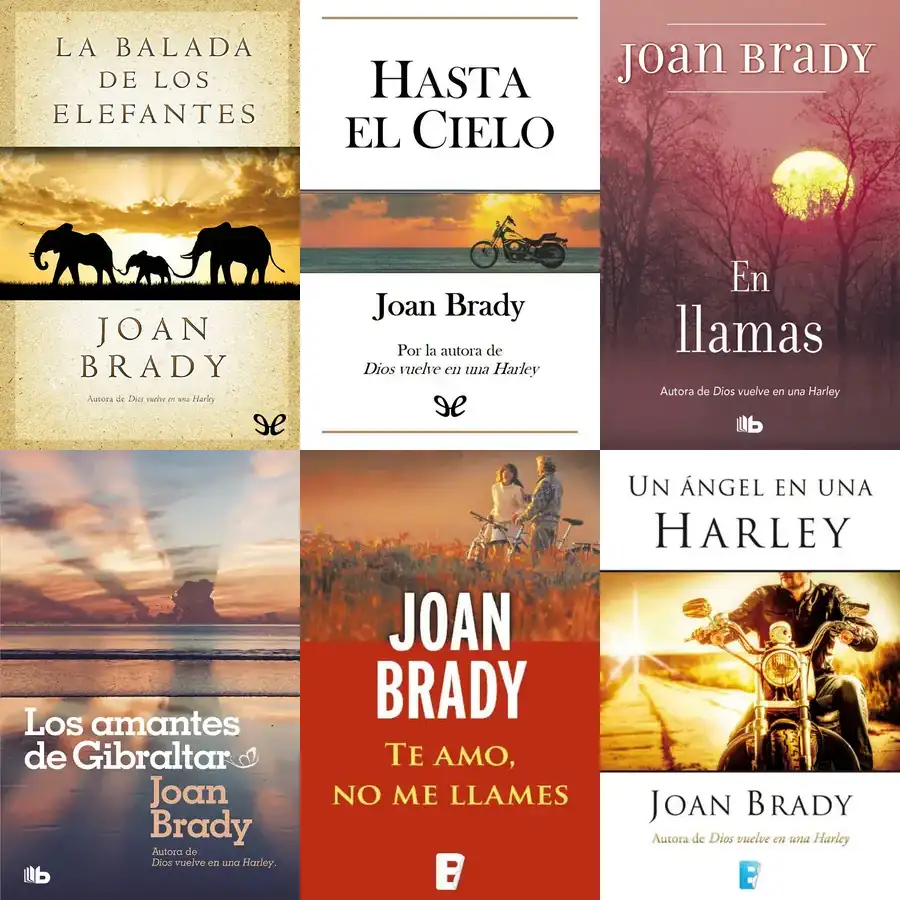 LA BALADA
DE LOS
ELEFANTES
JOAN
BRADY
Autora de Dios vuelve en una Harley
HASTA
EL CIELO
Joan Brady
Por la autora de
Dios vuelve en una Harley
Joan Brady
En
llamas
Autora de Dios vuelve en una Harley
b
Los amantes
de Gibraltar
Joan
Brady
Autora de
Dios vuelve en una Harley.
b
JOAN
BRADY
TE AMO,
NO ME LLAMES
B
UN ÁNGEL EN UNA
HARLEY
JOAN BRADY
Autora de Dios vuelve en una Harley
B